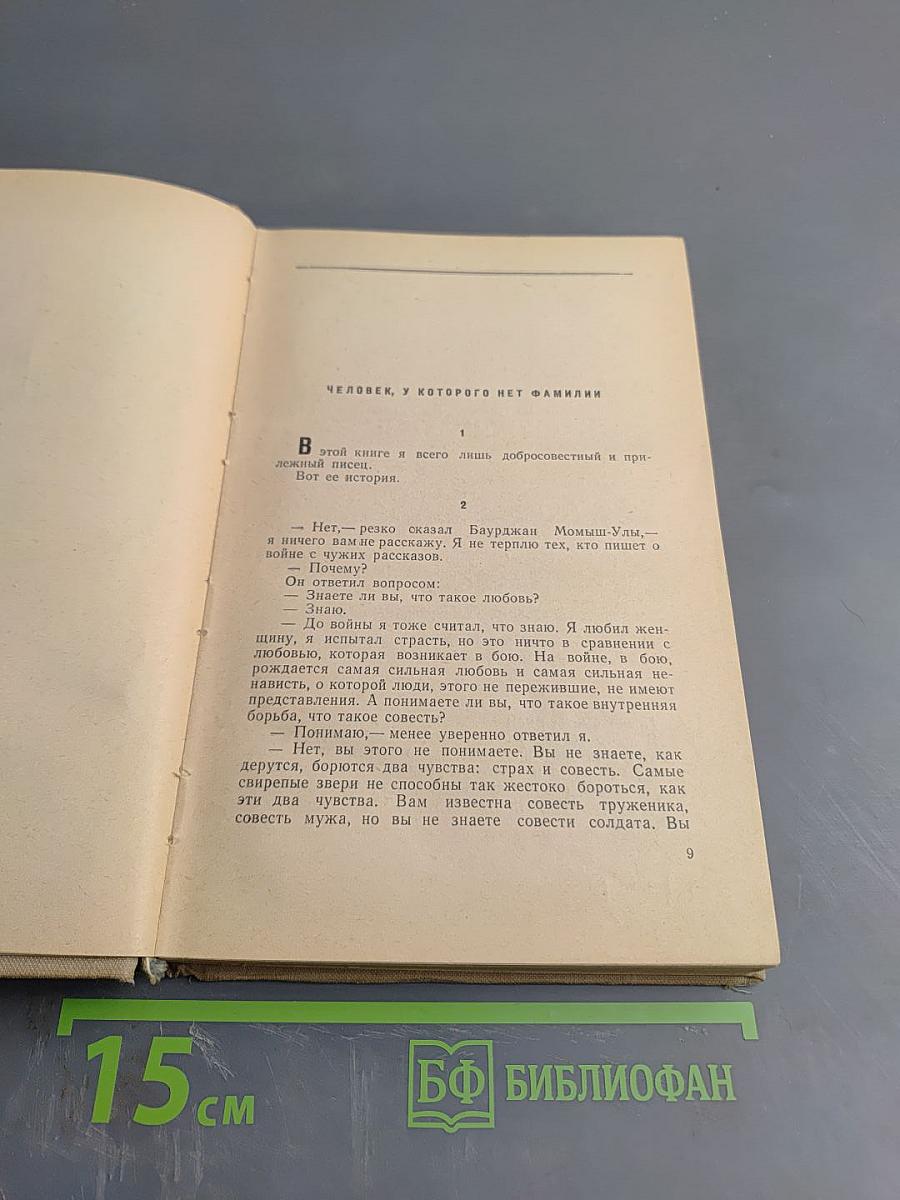 ЧЕЛОВЕК, У КОТОРОГО НЕТ ФАМИЛИИ
1
В этой книге я всего лишь добросовестный и при-
лежный писец.
Вот ее история.
2
— Нет,— резко сказал Баурджан Момыш-Улы,—
я ничего вам не расскажу. Я не терплю тех, кто пишет о
войне с чужих рассказов.
— Почему?
Он ответил вопросом:
— Знаете ли вы, что такое любовь?
— Знаю.
— До войны я тоже считал, что знаю. Я любил жен-
щину, я испытал страсть, но это ничто в сравнении с
любовью, которая возникает в бою. На войне, в бою,
рождается самая сильная любовь и самая сильная не-
нависть, о которой люди, этого не пережившие, не имеют
представления. А понимаете ли вы, что такое внутренняя
борьба, что такое совесть?
— Понимаю,— менее уверенно ответил я.
— Нет, вы этого не понимаете. Вы не знаете, как
дерутся, борются два чувства: страх и совесть. Самые
свирепые звери не способны так жестоко бороться, как
эти два чувства. Вам известна совесть труженика,
совесть мужа, но вы не знаете совести солдата. Вы
9
15 см
БФ БИБЛИОФАН